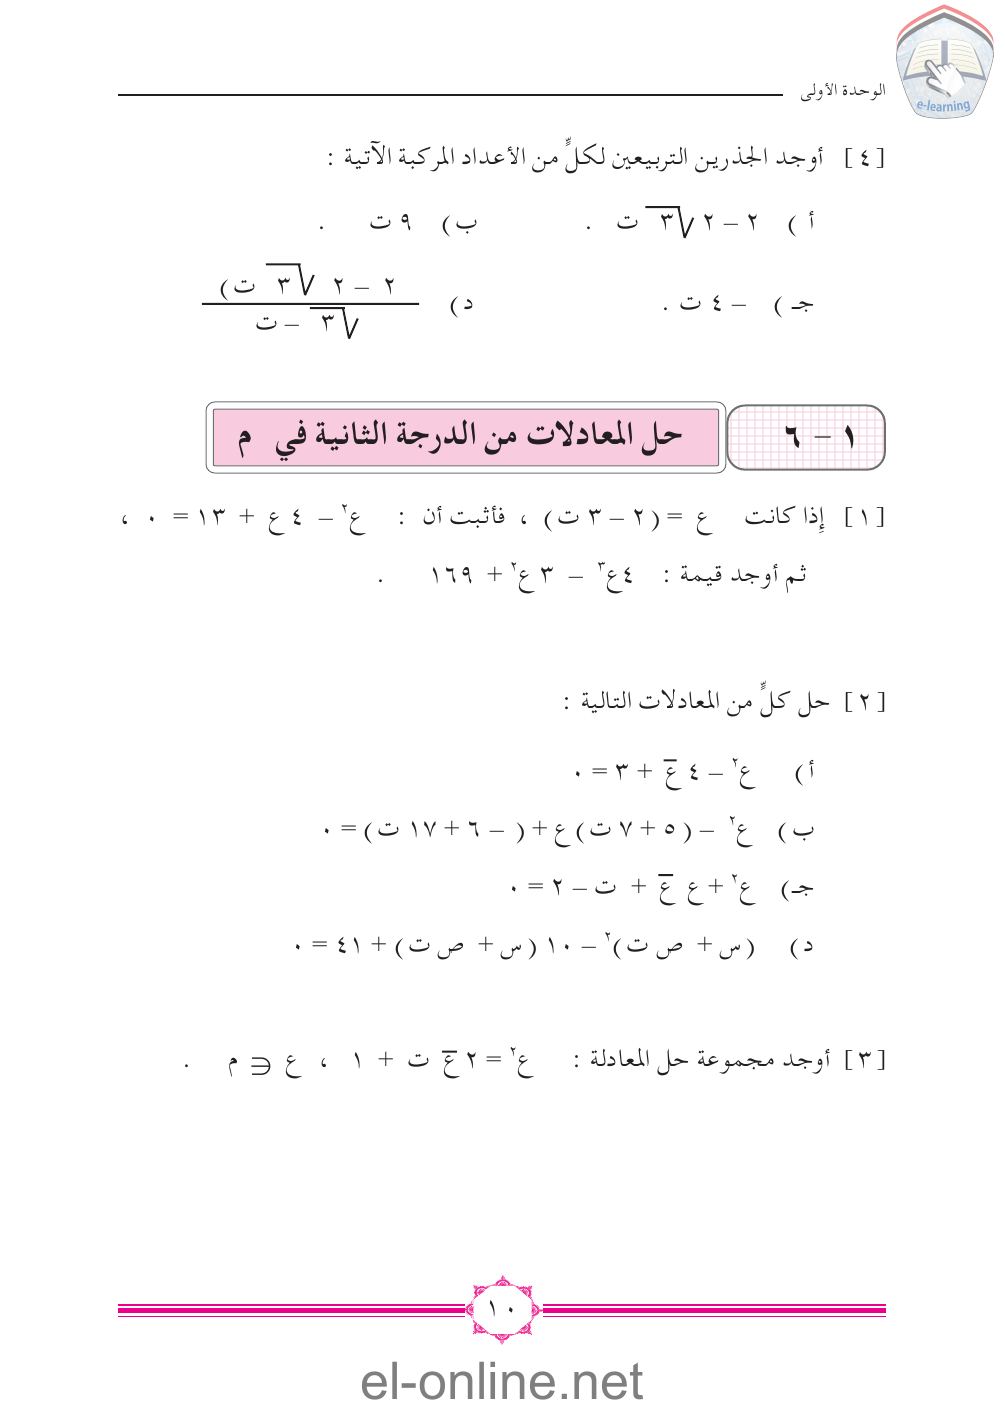 e-learning
الوحدة الأولى
[ ٤ ] أوجد الجذرين التربيعين لكلٍّ من الأعداد المركبة الآتية :
أ ) ٢ – ٢ √٣ ت . ب ) ٩ ت .
جـ ) – ٤ ت . د ) ٢ – ٢ √٣ ت )
√٣ – ت
١ – ٦ حل المعادلات من الدرجة الثانية في م
[ ١ ] إِذا كانت ع = ( ٢ – ٣ ت ) ، فأثبت أن : ع٢ – ٤ ع + ١٣ = ٠ ،
ثم أوجد قيمة : ٤ع٣ – ٣ ع٢ + ١٦٩ .
[ ٢ ] حل كلٍّ من المعادلات التالية :
أ ) ع٢ – ٤ ع̅ + ٣ = ٠
ب ) ع٢ – ( ٥ + ٧ ت ) ع + ( – ٦ + ١٧ ت ) = ٠
جـ ) ع٢ + ع ع̅ + ت – ٢ = ٠
د ) ( س + ص ت )٢ – ١٠ ( س + ص ت ) + ٤١ = ٠
[ ٣ ] أوجد مجموعة حل المعادلة : ع٢ = ٢ ع̅ ت + ١ ، ع ∋ م .
١٠
el-online.net